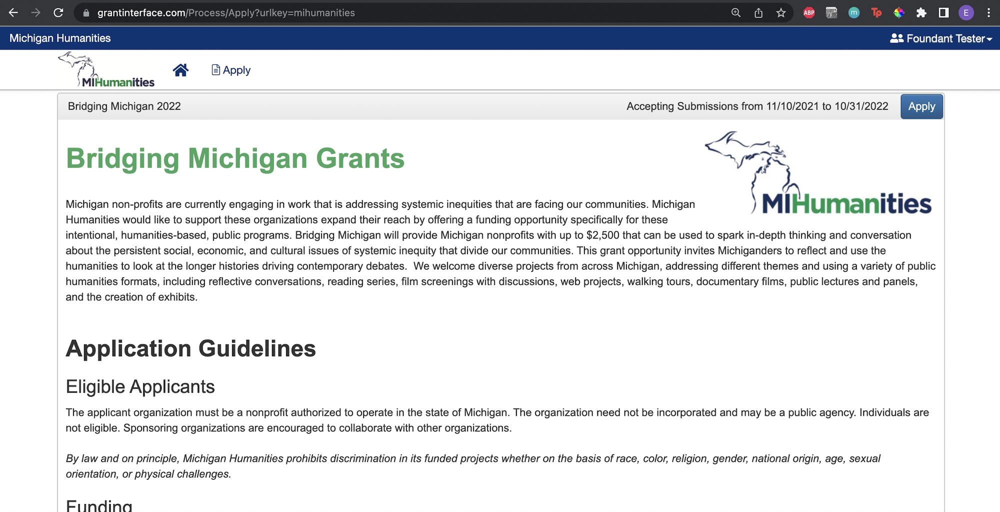 grantinterface.com/Process/Apply?urlkey=mihumanities
ABP
m
Tp
E
Michigan Humanities
Foundant Tester
MIHumanities
Apply
Bridging Michigan 2022
Accepting Submissions from 11/10/2021 to 10/31/2022
Apply
Bridging Michigan Grants
MIHumanities
Michigan non-profits are currently engaging in work that is addressing systemic inequities that are facing our communities. Michigan
Humanities would like to support these organizations expand their reach by offering a funding opportunity specifically for these
intentional, humanities-based, public programs. Bridging Michigan will provide Michigan nonprofits with up to $2,500 that can be used to spark in-depth thinking and conversation
about the persistent social, economic, and cultural issues of systemic inequity that divide our communities. This grant opportunity invites Michiganders to reflect and use the
humanities to look at the longer histories driving contemporary debates.  We welcome diverse projects from across Michigan, addressing different themes and using a variety of public
humanities formats, including reflective conversations, reading series, film screenings with discussions, web projects, walking tours, documentary films, public lectures and panels,
and the creation of exhibits.
Application Guidelines
Eligible Applicants
The applicant organization must be a nonprofit authorized to operate in the state of Michigan. The organization need not be incorporated and may be a public agency. Individuals are
not eligible. Sponsoring organizations are encouraged to collaborate with other organizations.
By law and on principle, Michigan Humanities prohibits discrimination in its funded projects whether on the basis of race, color, religion, gender, national origin, age, sexual
orientation, or physical challenges.
Funding